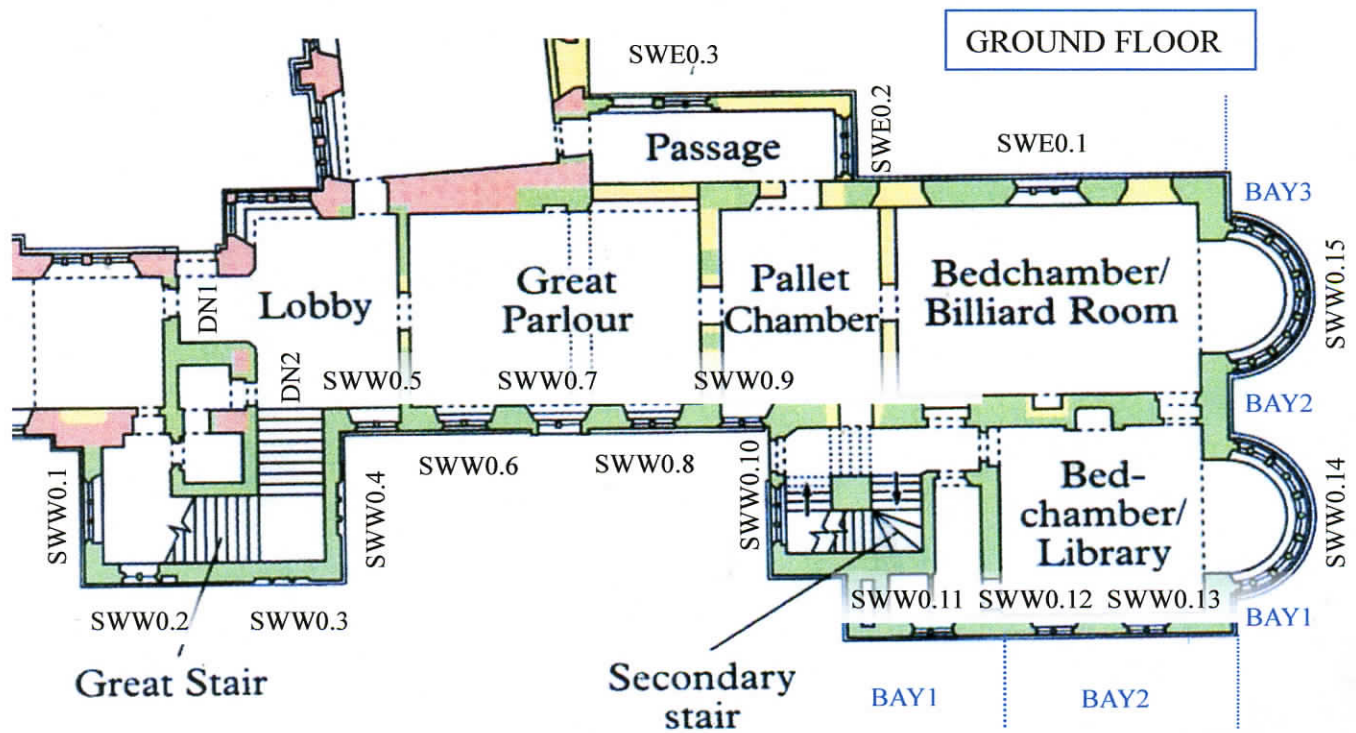 GROUND FLOOR
SWE0.3
SWE0.2
SWE0.1
Passage
BAY3
SWW0.15
DN1
Lobby
Great
Parlour
Pallet
Chamber
Bedchamber/
Billiard Room
DN2
SWW0.5
SWW0.7
SWW0.9
BAY2
SWW0.1
SWW0.4
SWW0.6
SWW0.8
SWW0.10
Bed-
chamber/
Library
SWW0.14
SWW0.2
SWW0.3
SWW0.11
SWW0.12
SWW0.13
BAY1
Great Stair
Secondary
stair
BAY1
BAY2